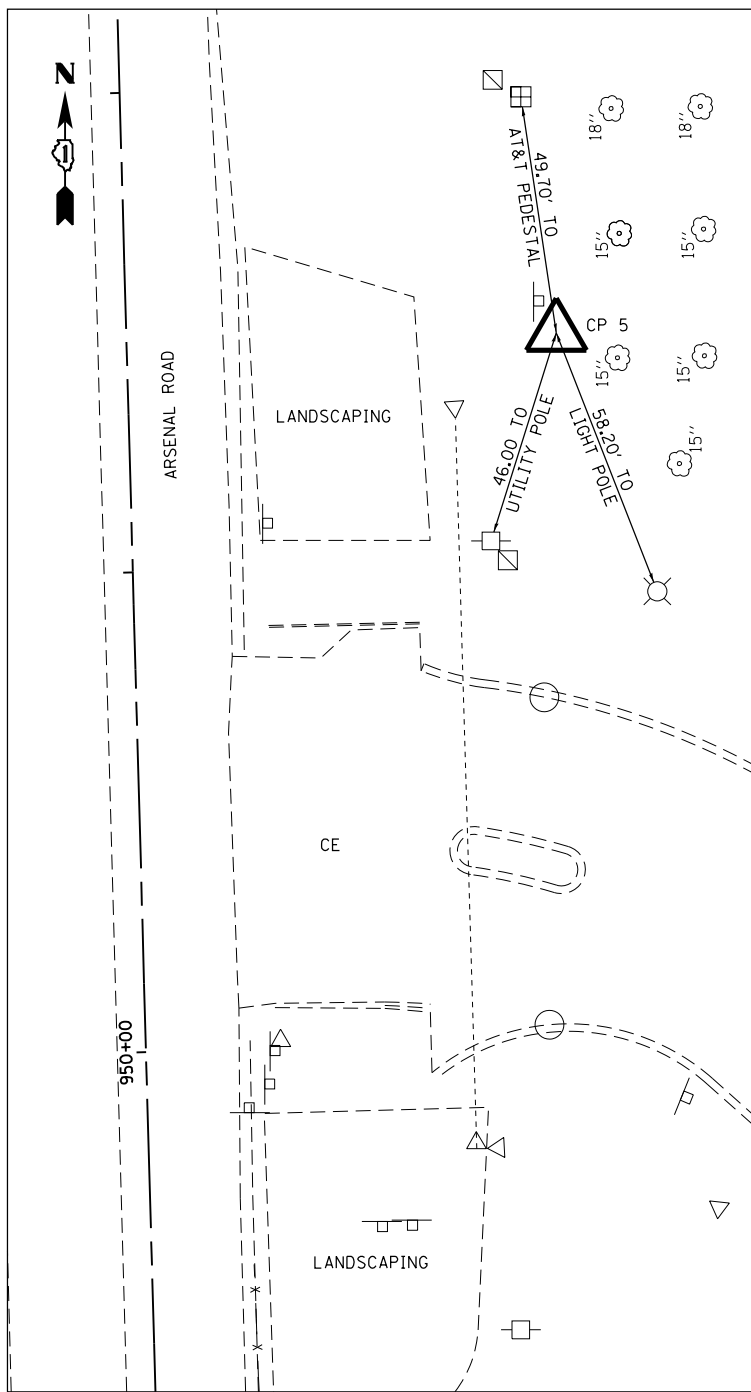 N
1
49.70' TO
AT&T PEDESTAL
18''
18''
15''
15''
CP 5
ARSENAL ROAD
15''
15''
LANDSCAPING
46.00 TO
UTILITY POLE
58.20' TO
LIGHT POLE
15''
CE
950+00
LANDSCAPING